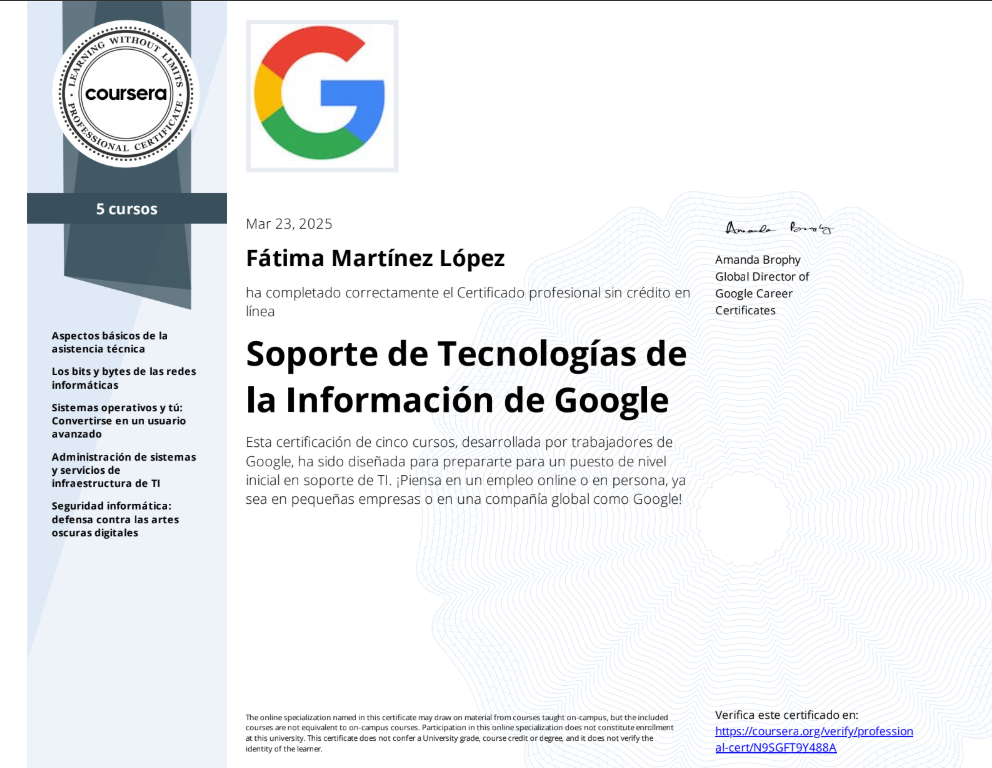 LEARNING WITHOUT LIMITS
coursera
PROFESSIONAL CERTIFICATE
5 cursos
Aspectos básicos de la
asistencia técnica
Los bits y bytes de las redes
informáticas
Sistemas operativos y tú:
Convertirse en un usuario
avanzado
Administración de sistemas
y servicios de
infraestructura de TI
Seguridad informática:
defensa contra las artes
oscuras digitales
G
Mar 23, 2025
Fátima Martínez López
ha completado correctamente el Certificado profesional sin crédito en
línea
Soporte de Tecnologías de
la Información de Google
Esta certificación de cinco cursos, desarrollada por trabajadores de
Google, ha sido diseñada para prepararte para un puesto de nivel
inicial en soporte de TI. ¡Piensa en un empleo online o en persona, ya
sea en pequeñas empresas o en una compañía global como Google!
Amanda Brophy
Amanda Brophy
Global Director of
Google Career
Certificates
The online specialization named in this certificate may draw on material from courses taught on-campus, but the included
courses are not equivalent to on-campus courses. Participation in this online specialization does not constitute enrollment
at this university. This certificate does not confer a University grade, course credit or degree, and it does not verify the
identity of the learner.
Verifica este certificado en:
https://coursera.org/verify/profession
al-cert/N9SGFT9Y488A